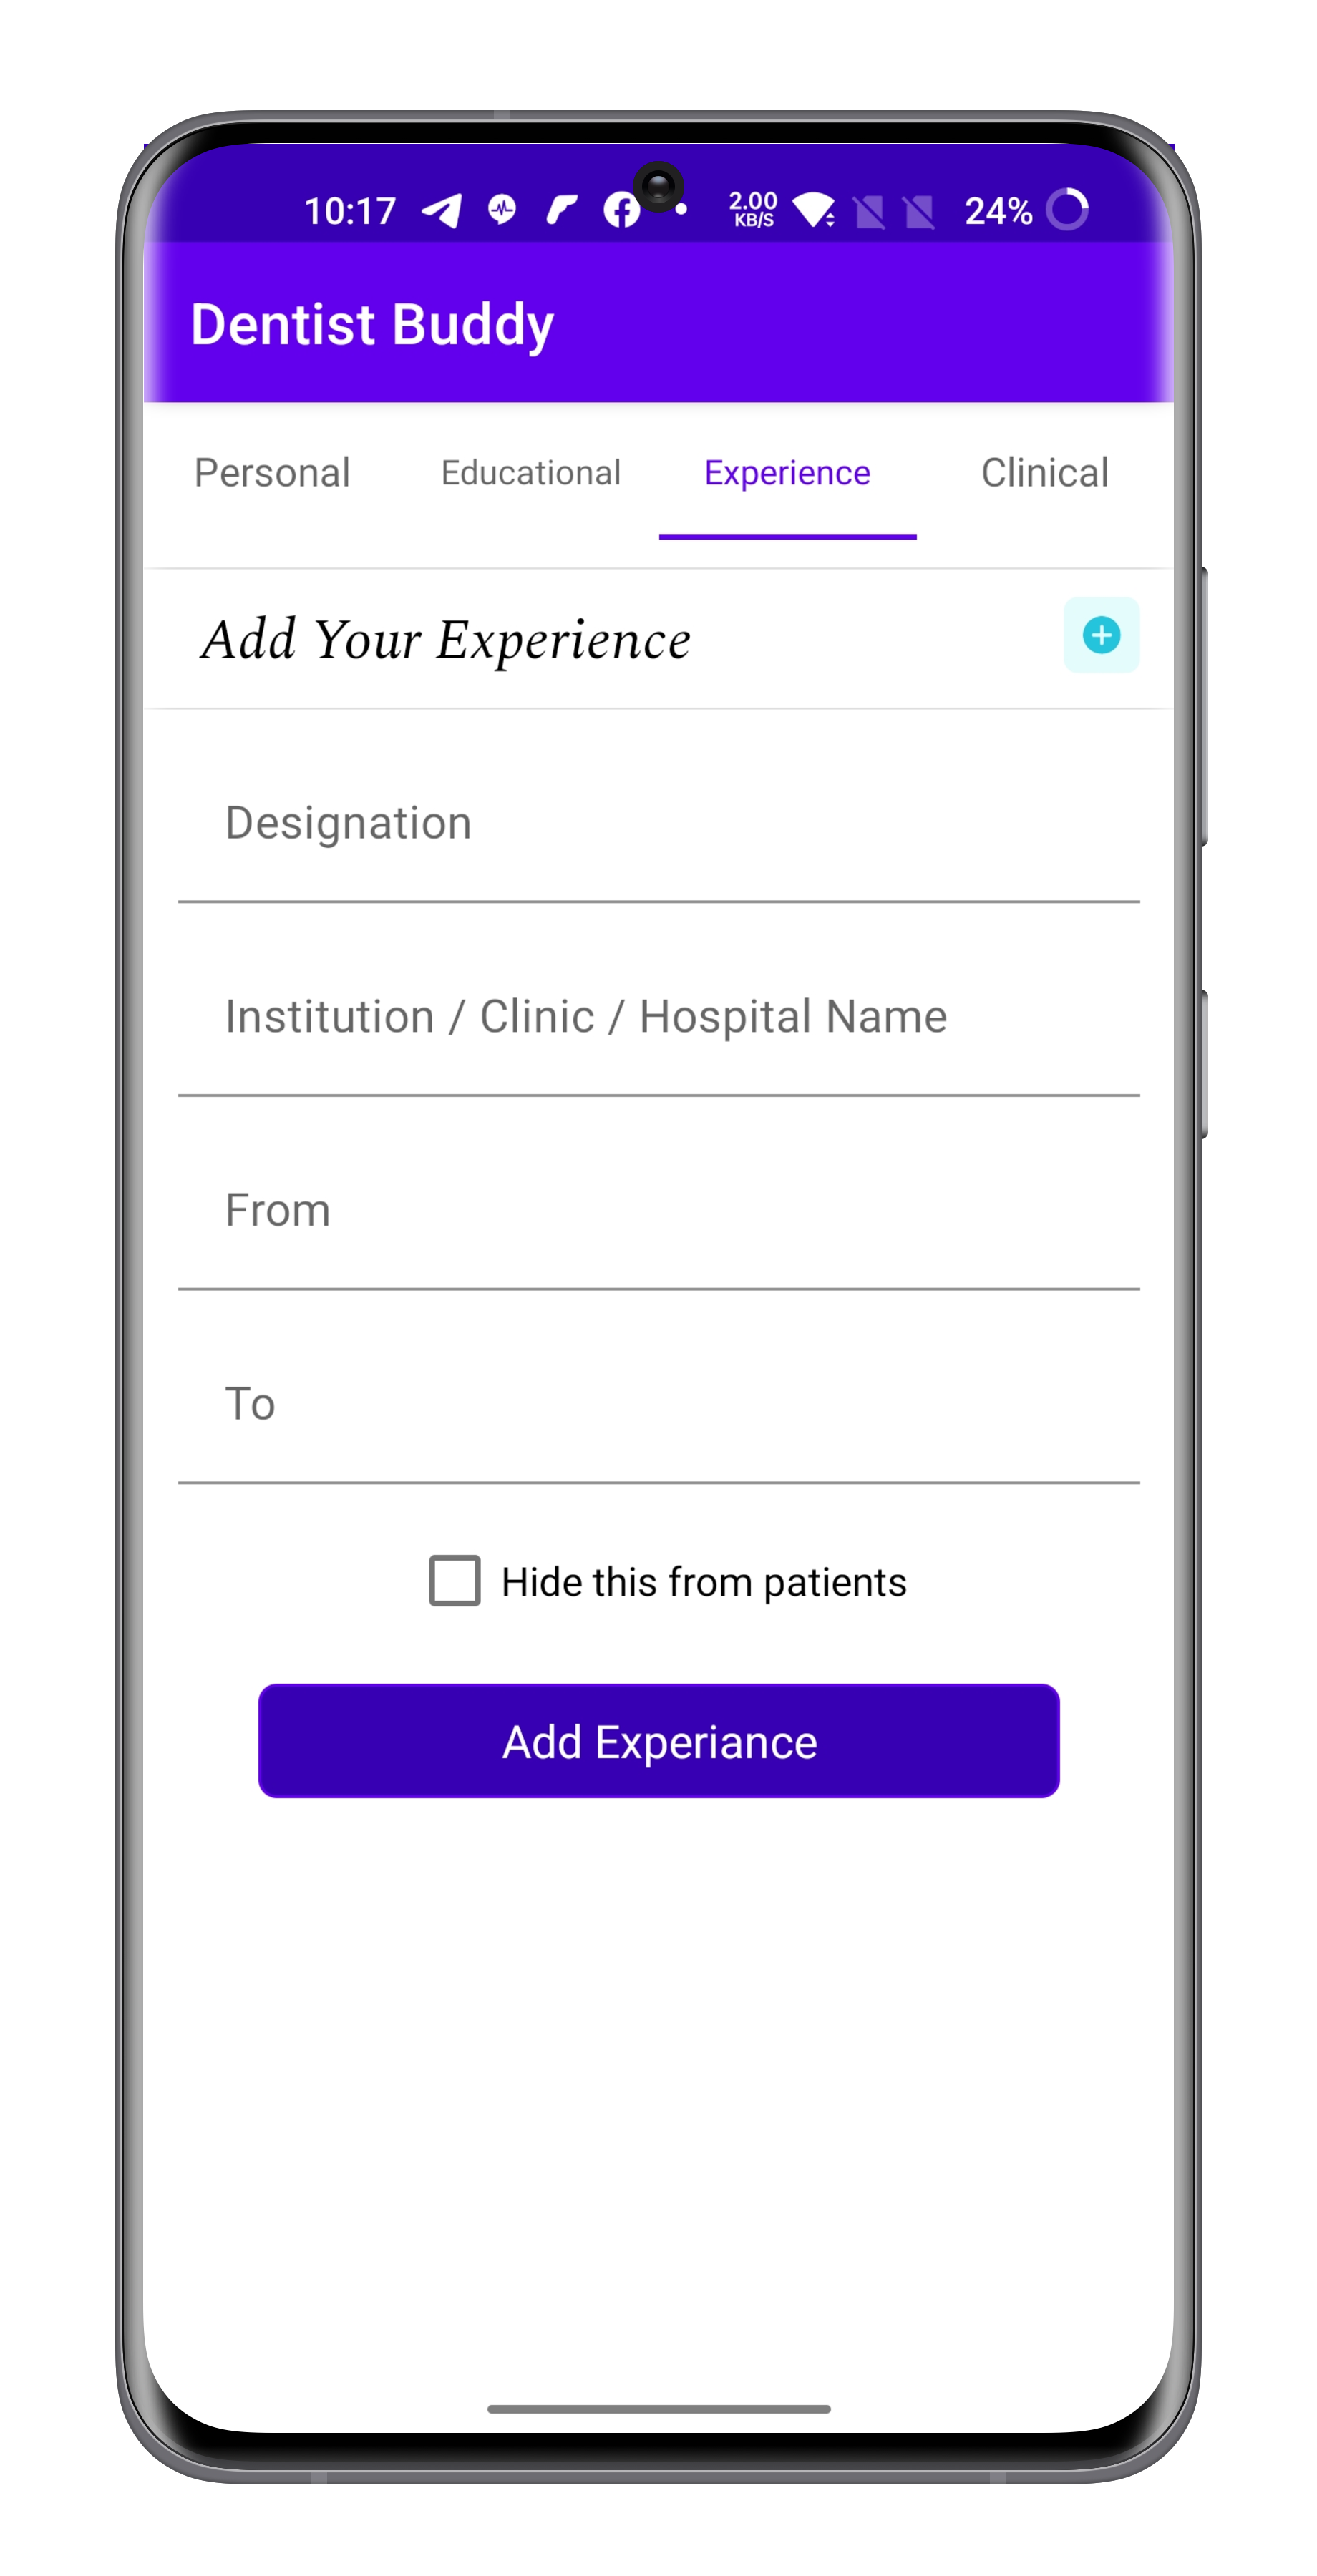 10:17 2.00 KB/S 24%
Dentist Buddy
Personal Educational Experience Clinical
Add Your Experience
Designation
Institution / Clinic / Hospital Name
From
To
Hide this from patients
Add Experiance